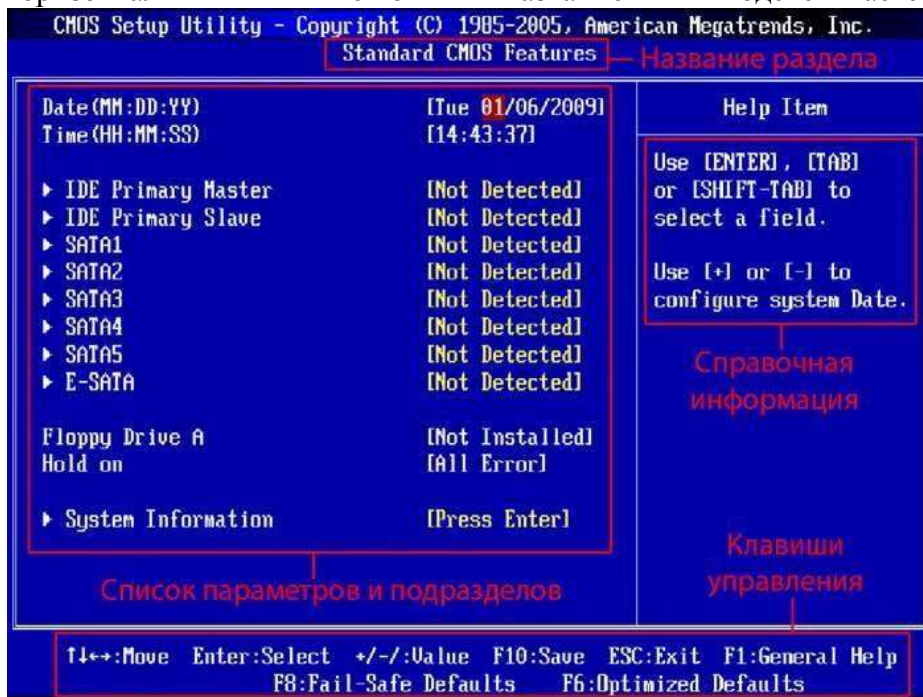 CMOS Setup Utility - Copyright (C) 1985-2005, American Megatrends, Inc.
Standard CMOS Features
Название раздела
Date(MM:DD:YY) [Tue 01/06/2009]
Time(HH:MM:SS) [14:43:37]
IDE Primary Master [Not Detected]
IDE Primary Slave [Not Detected]
SATA1 [Not Detected]
SATA2 [Not Detected]
SATA3 [Not Detected]
SATA4 [Not Detected]
SATA5 [Not Detected]
E-SATA [Not Detected]
Floppy Drive A [Not Installed]
Hold on [All Error]
System Information [Press Enter]
Список параметров и подразделов
Help Item
Use [ENTER], [TAB]
or [SHIFT-TAB] to
select a field.
Use [+] or [-] to
configure system Date.
Справочная
информация
Клавиши
управления
↑↓←→:Move Enter:Select +/-/:Value F10:Save ESC:Exit F1:General Help
F8:Fail-Safe Defaults F6:Optimized Defaults